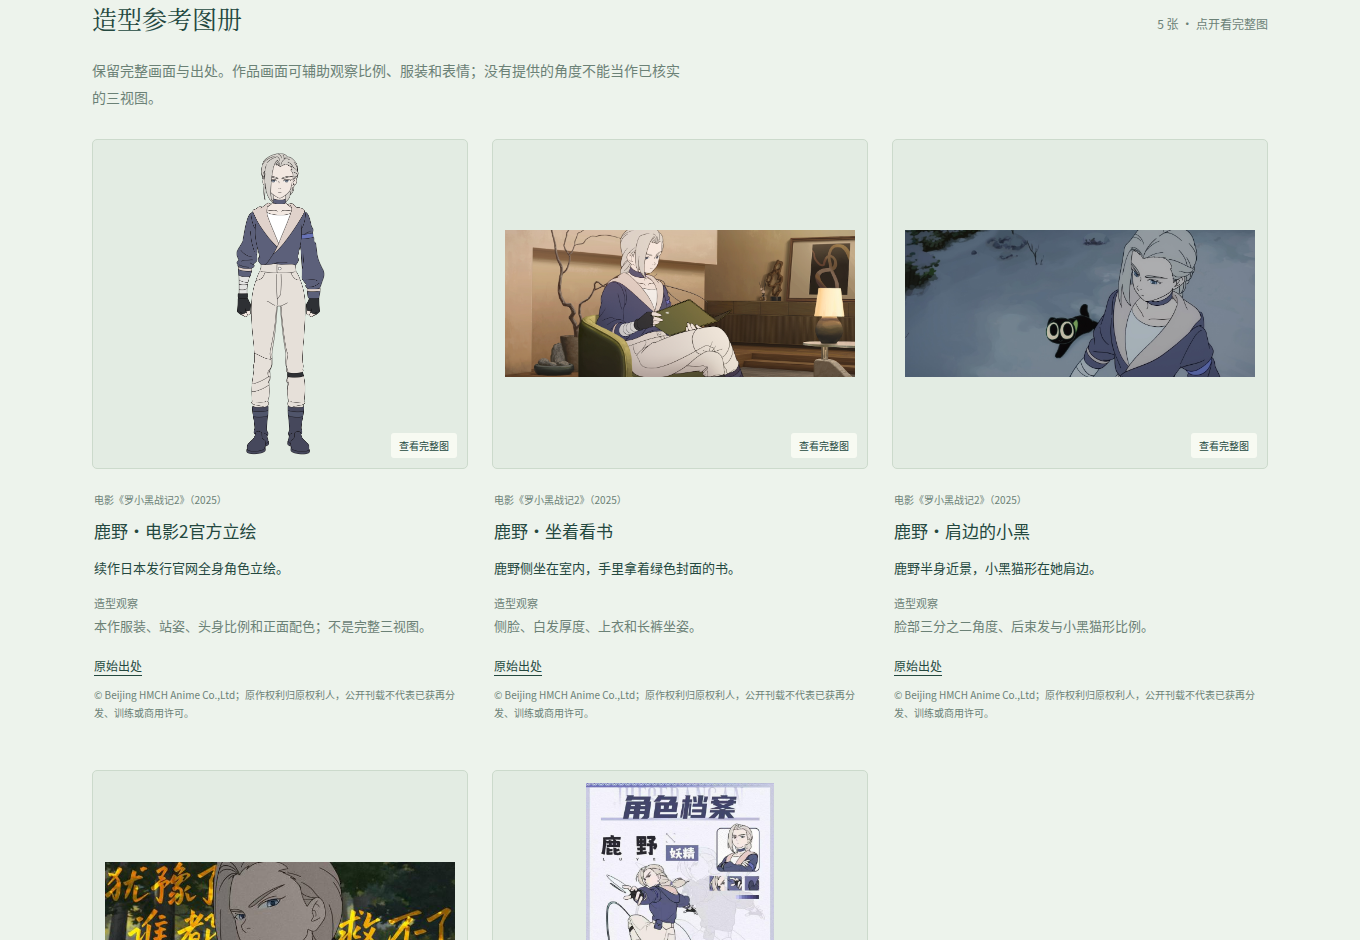 造型参考图册
5 张 · 点开看完整图
保留完整画面与出处。作品画面可辅助观察比例、服装和表情；没有提供的角度不能当作已核实
的三视图。
查看完整图
查看完整图
查看完整图
电影《罗小黑战记2》（2025）
鹿野·电影2官方立绘
续作日本发行官网全身角色立绘。
造型观察
本作服装、站姿、头身比例和正面配色；不是完整三视图。
原始出处
© Beijing HMCH Anime Co.,Ltd；原作权利归原权利人，公开刊载不代表已获再分
发、训练或商用许可。
电影《罗小黑战记2》（2025）
鹿野·坐着看书
鹿野侧坐在室内，手里拿着绿色封面的书。
造型观察
侧脸、白发厚度、上衣和长裤坐姿。
原始出处
© Beijing HMCH Anime Co.,Ltd；原作权利归原权利人，公开刊载不代表已获再分
发、训练或商用许可。
电影《罗小黑战记2》（2025）
鹿野·肩边的小黑
鹿野半身近景，小黑猫形在她肩边。
造型观察
脸部三分之二角度、后束发与小黑猫形比例。
原始出处
© Beijing HMCH Anime Co.,Ltd；原作权利归原权利人，公开刊载不代表已获再分
发、训练或商用许可。
犹豫了
谁都 救不了
角色档案
鹿野
妖精